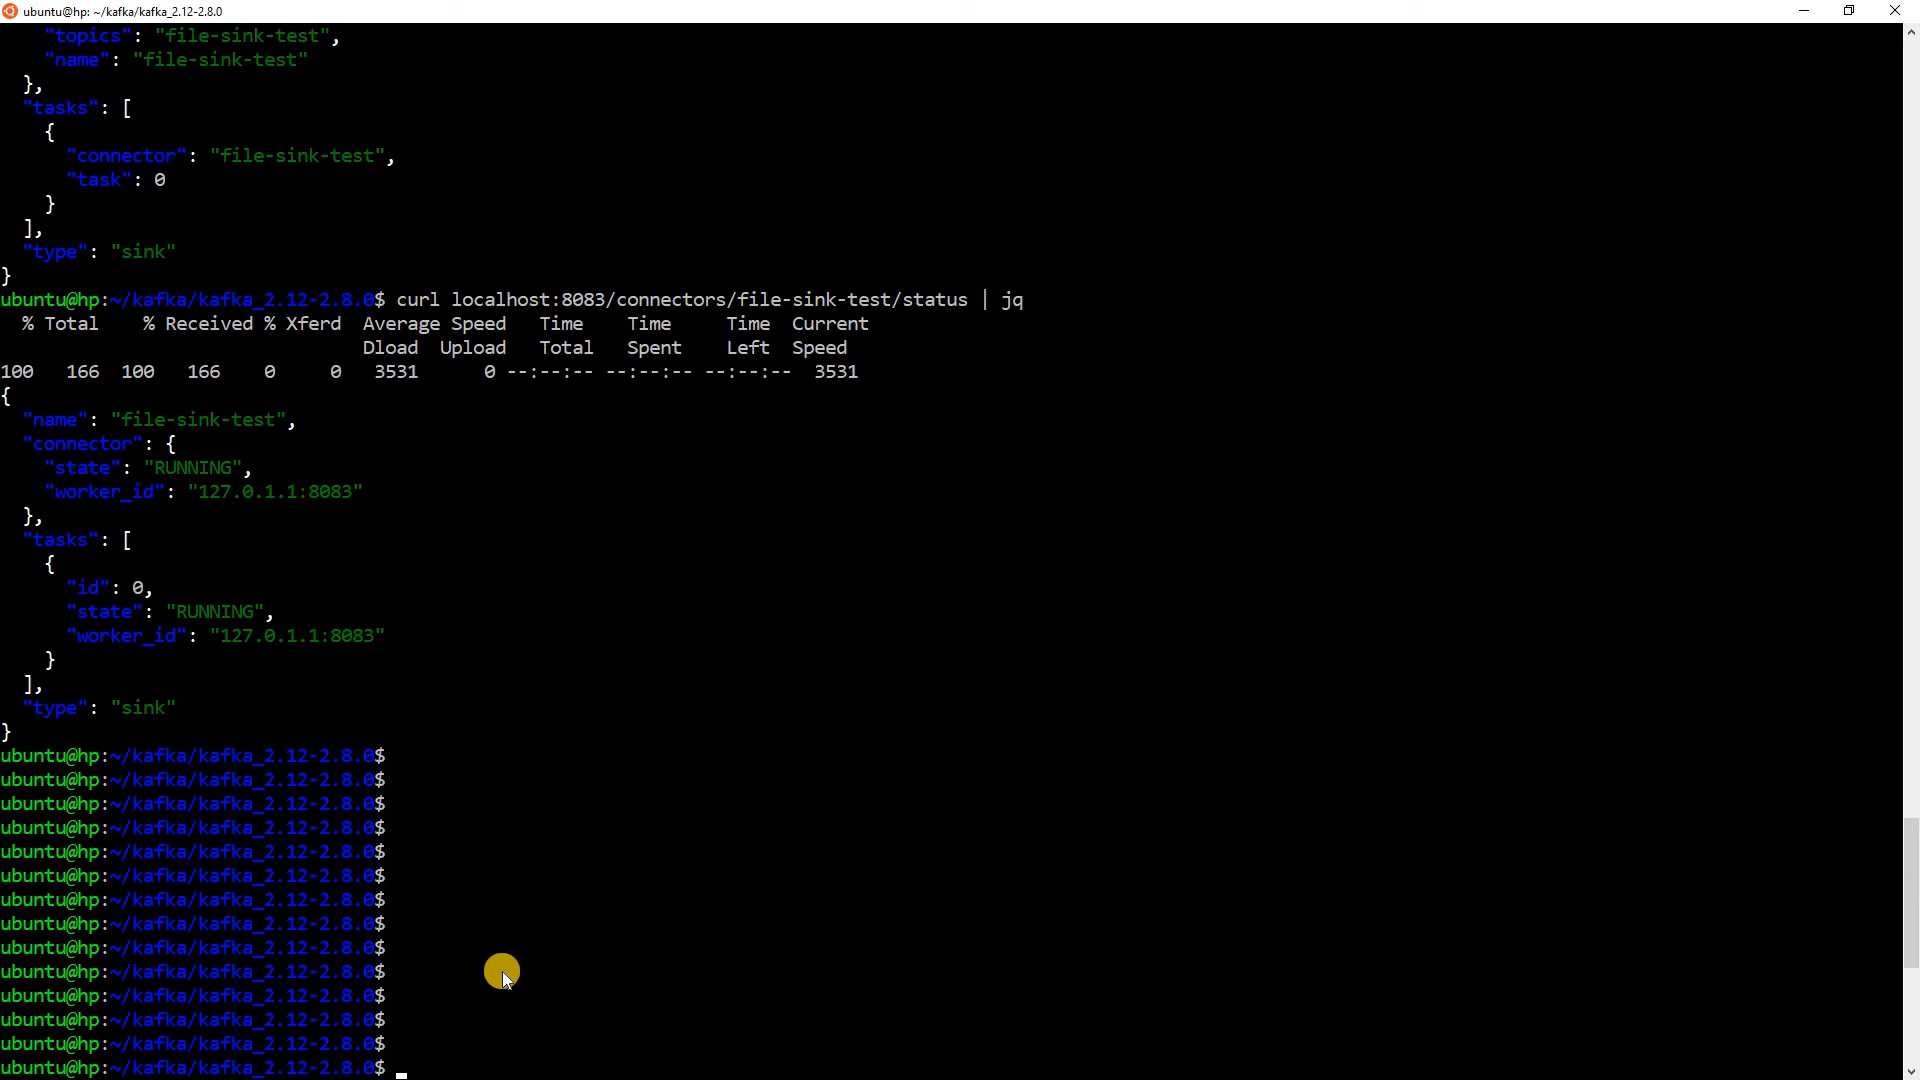 ubuntu@hp: ~/kafka/kafka_2.12-2.8.0
    "topics": "file-sink-test",
    "name": "file-sink-test"
  },
  "tasks": [
    {
      "connector": "file-sink-test",
      "task": 0
    }
  ],
  "type": "sink"
}
ubuntu@hp:~/kafka/kafka_2.12-2.8.0$ curl localhost:8083/connectors/file-sink-test/status | jq
  % Total    % Received % Xferd  Average Speed   Time    Time     Time  Current
                                 Dload  Upload   Total   Spent    Left  Speed
100   166  100   166    0     0   3531      0 --:--:-- --:--:-- --:--:--  3531
{
  "name": "file-sink-test",
  "connector": {
    "state": "RUNNING",
    "worker_id": "127.0.1.1:8083"
  },
  "tasks": [
    {
      "id": 0,
      "state": "RUNNING",
      "worker_id": "127.0.1.1:8083"
    }
  ],
  "type": "sink"
}
ubuntu@hp:~/kafka/kafka_2.12-2.8.0$
ubuntu@hp:~/kafka/kafka_2.12-2.8.0$
ubuntu@hp:~/kafka/kafka_2.12-2.8.0$
ubuntu@hp:~/kafka/kafka_2.12-2.8.0$
ubuntu@hp:~/kafka/kafka_2.12-2.8.0$
ubuntu@hp:~/kafka/kafka_2.12-2.8.0$
ubuntu@hp:~/kafka/kafka_2.12-2.8.0$
ubuntu@hp:~/kafka/kafka_2.12-2.8.0$
ubuntu@hp:~/kafka/kafka_2.12-2.8.0$
ubuntu@hp:~/kafka/kafka_2.12-2.8.0$
ubuntu@hp:~/kafka/kafka_2.12-2.8.0$
ubuntu@hp:~/kafka/kafka_2.12-2.8.0$
ubuntu@hp:~/kafka/kafka_2.12-2.8.0$
ubuntu@hp:~/kafka/kafka_2.12-2.8.0$